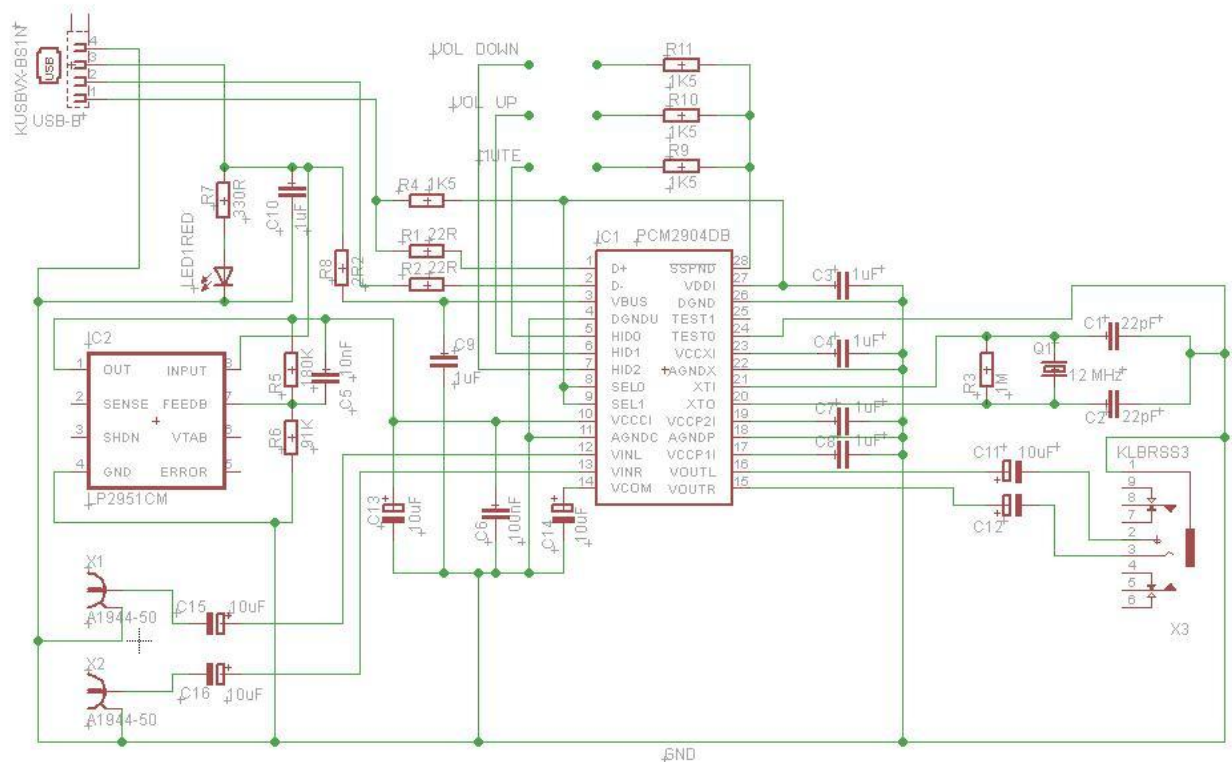 KUSBVX-BS1N
USB
4
3
2
1
USB-B
VOL DOWN
VOL UP
MUTE
R11
1K5
R10
1K5
R9
1K5
R4 1K5
R1 22R
R2 22R
R7
330R
C10
1uF
LED1RED
R8
2R2
IC1 PCM2904DB
1 D+
2 D-
3 VBUS
4 DGNDU
5 HID0
6 HID1
7 HID2
8 SEL0
9 SEL1
10 VCCCI
11 AGNDC
12 VINL
13 VINR
14 VCOM
SSPND 28
VDDI 27
DGND 26
TEST1 25
TEST0 24
VCCXI 23
AGNDX 22
XTI 21
XTO 20
VCCP2I 19
AGNDP 18
VCCP1I 17
VOUTL 16
VOUTR 15
C3 1uF
C4 1uF
C7 1uF
C8 1uF
R3
1M
Q1
12 MHz
C1 22pF
C2 22pF
C11 10uF
C12
KLBRSS3
1
9
8
7
2
3
4
5
6
X3
IC2
1 OUT
2 SENSE
3 SHDN
4 GND
INPUT 8
FEEDB 7
VTAB 6
ERROR 5
LP2951CM
R5
C5
10nF
R6
91K
C9
1uF
C13
10uF
C6
100nF
C14
10uF
X1
A1944-50
C15 10uF
X2
A1944-50
C16 10uF
GND